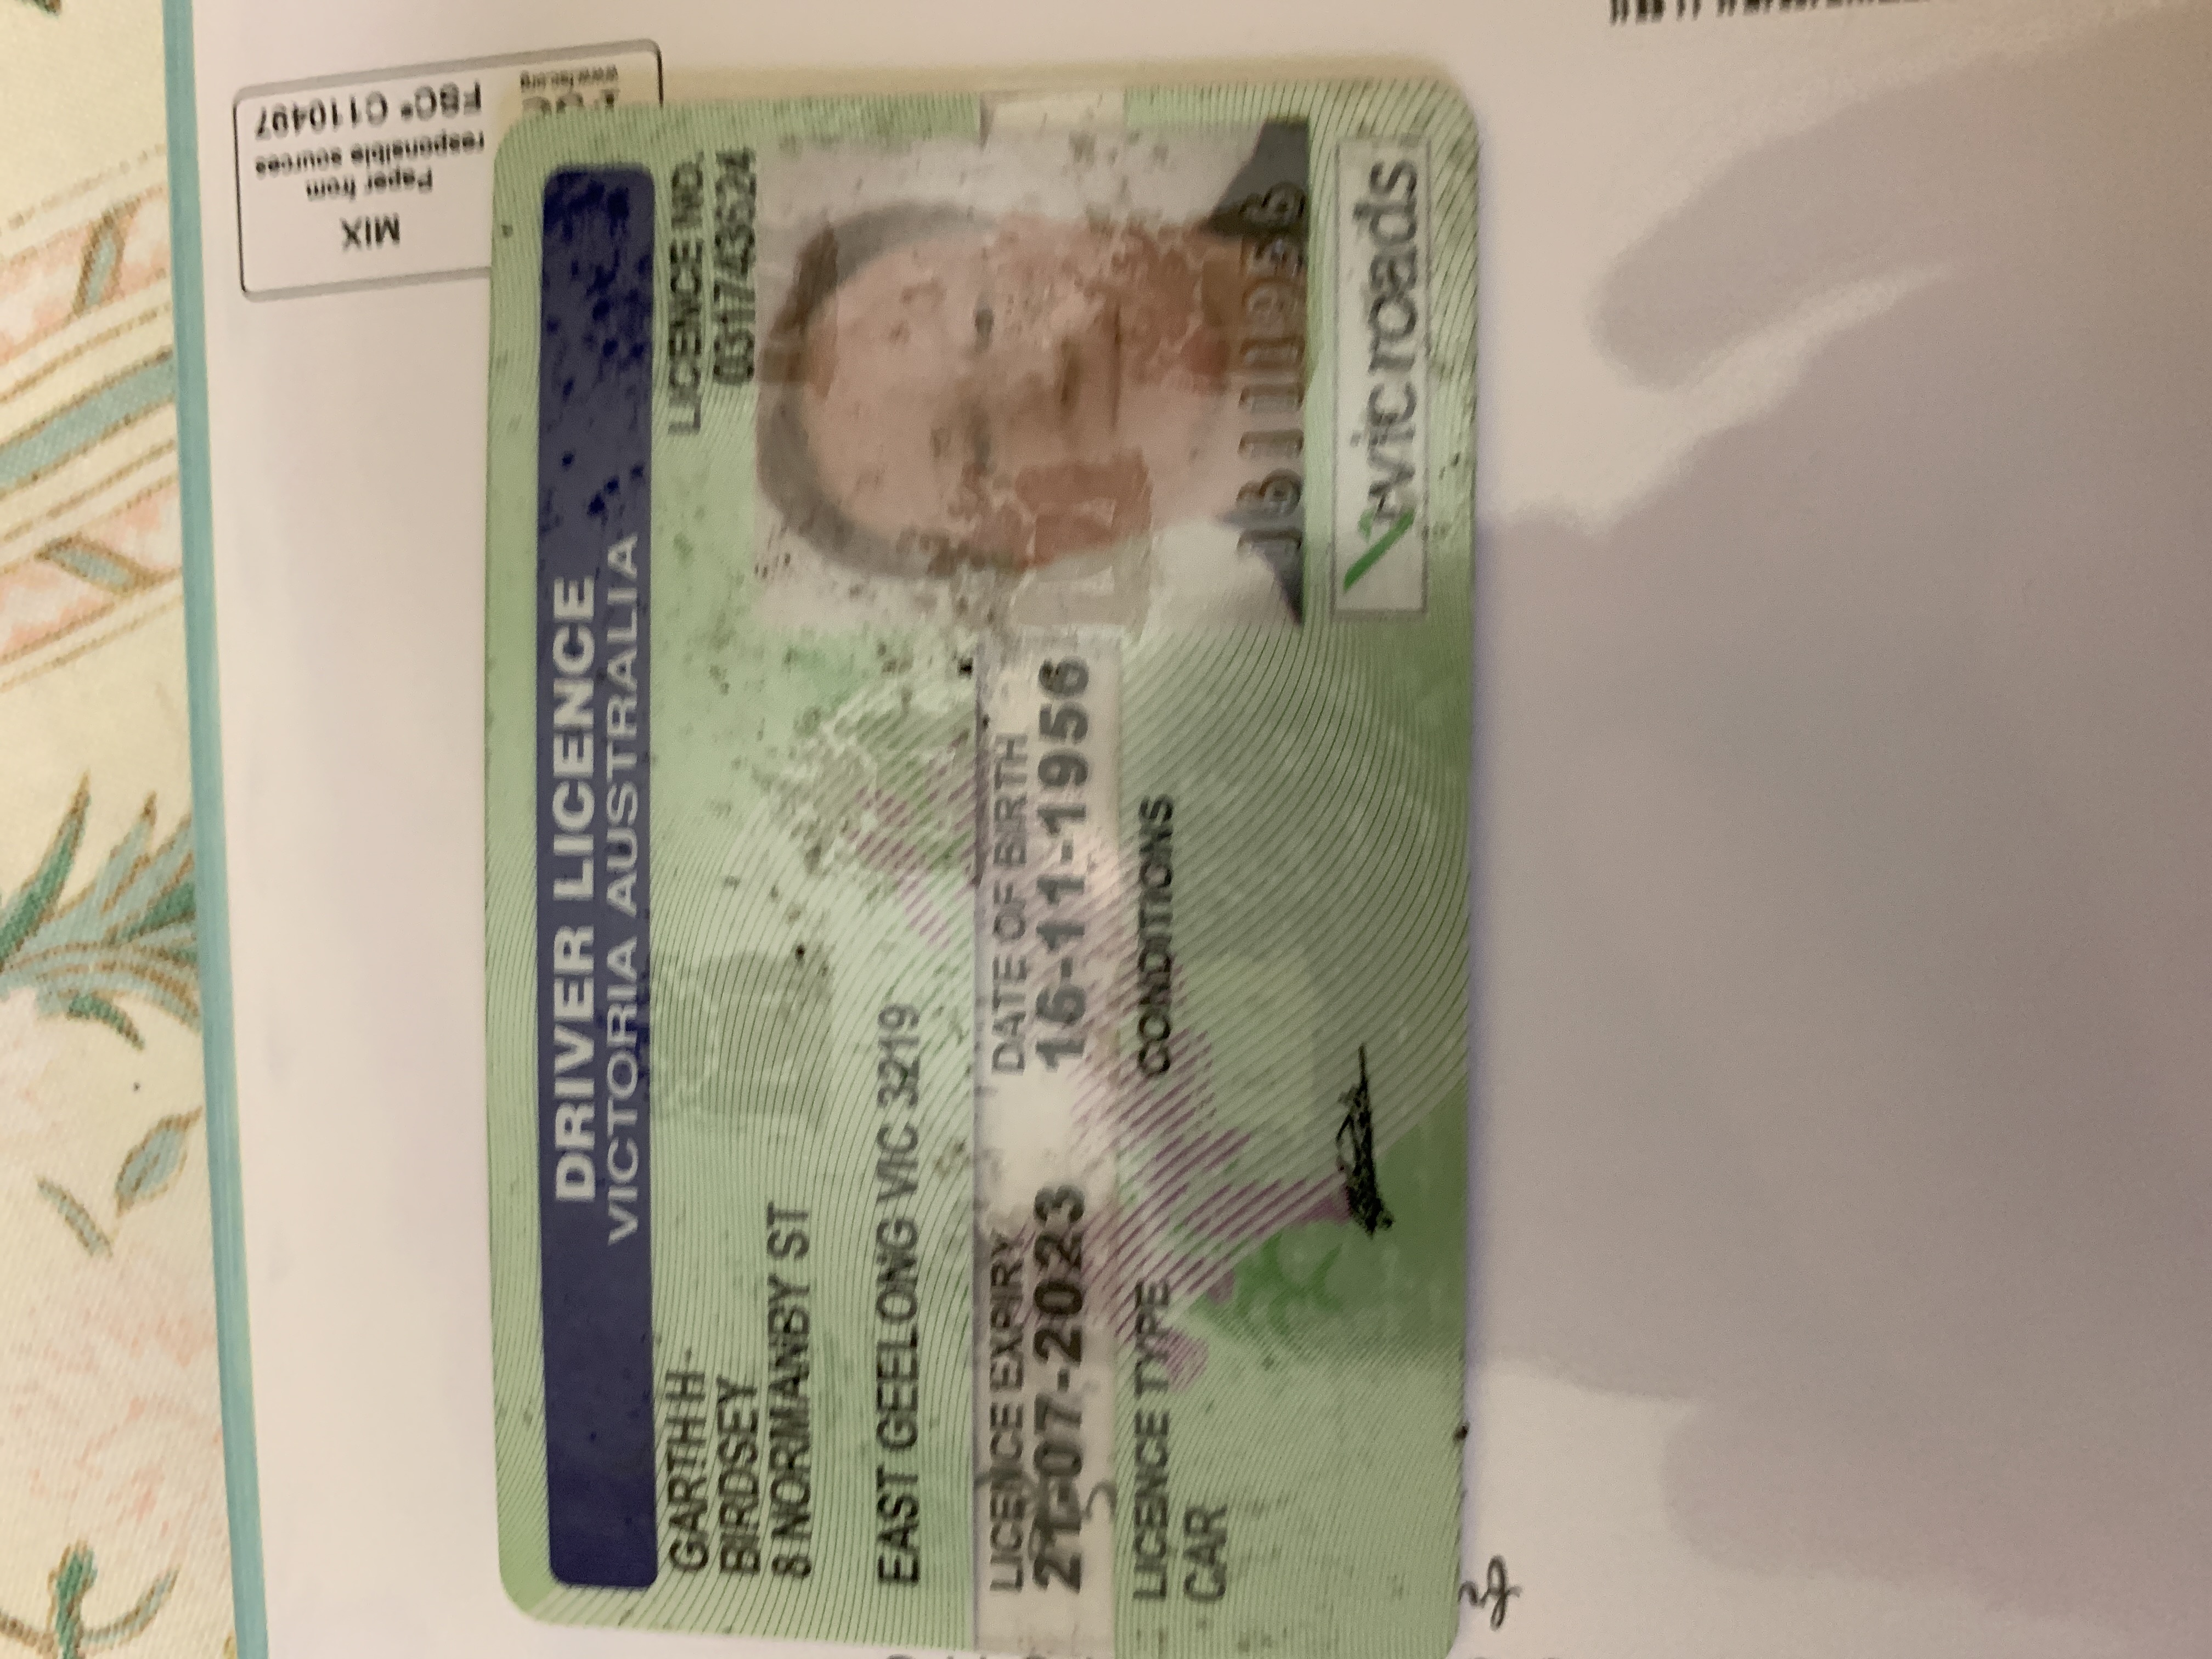 MIX
Paper from
responsible sources
DRIVER LICENCE
VICTORIA AUSTRALIA
GARTH H
BIRDSEY
8 NORMANBY ST
EAST GEELONG VIC 3219
LICENCE NO.
031743624
LICENCE EXPIRY
21-07-2023
DATE OF BIRTH
16-11-1956
LICENCE TYPE
CAR
CONDITIONS
16111956
vicroads